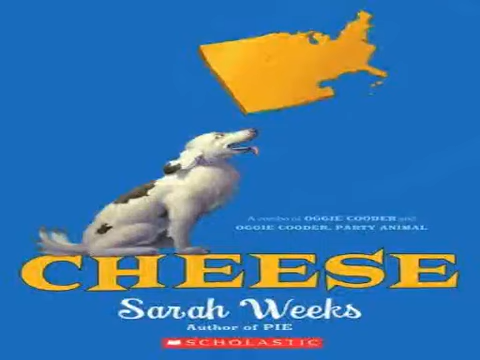 A combo of OGGIE COODER and
OGGIE COODER, PARTY ANIMAL
CHEESE
Sarah Weeks
Author of PIE
SCHOLASTIC